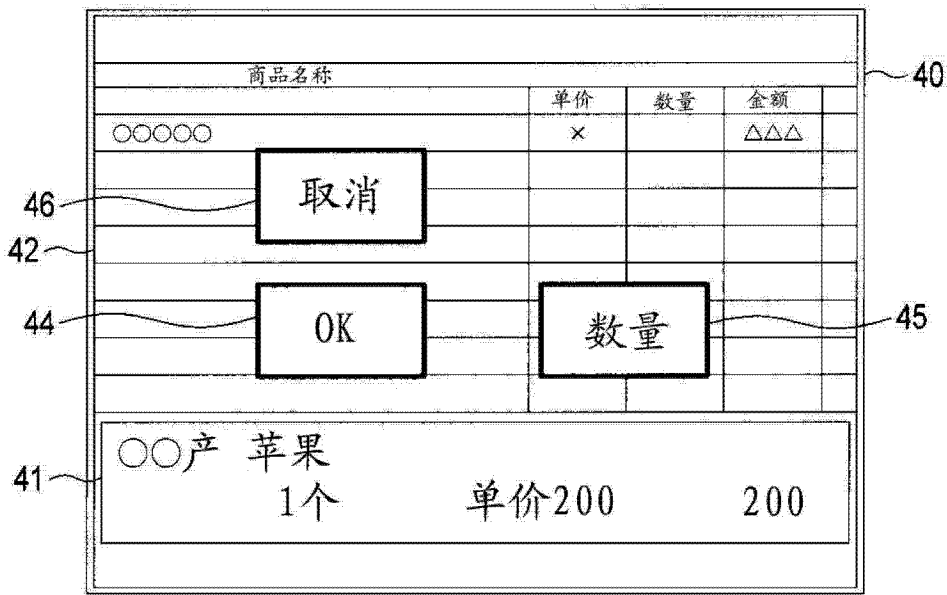 商品名称
40
单价 数量 金额
○○○○○ × △△△
取消
46
42
OK
44
数量
45
○○产 苹果
41
1个 单价200 200